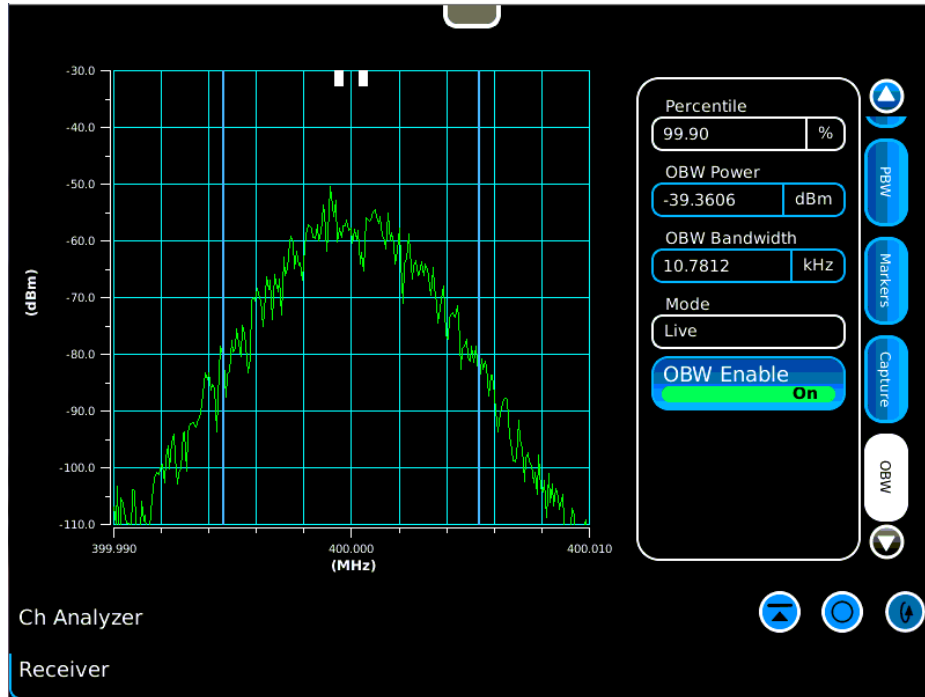 -30.0
-40.0
-50.0
-60.0
-70.0
-80.0
-90.0
-100.0
-110.0
(dBm)
399.990 400.000 400.010
(MHz)
Percentile
99.90 %
OBW Power
-39.3606 dBm
OBW Bandwidth
10.7812 kHz
Mode
Live
OBW Enable
On
PBW
Markers
Capture
OBW
Ch Analyzer
Receiver